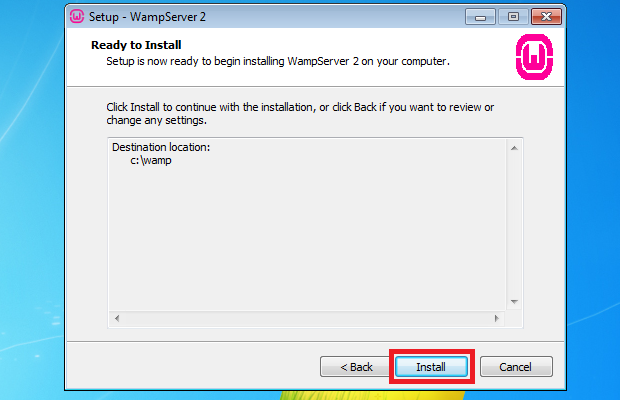 Setup - WampServer 2
Ready to Install
Setup is now ready to begin installing WampServer 2 on your computer.
Click Install to continue with the installation, or click Back if you want to review or
change any settings.
Destination location:
c:\wamp
< Back
Install
Cancel